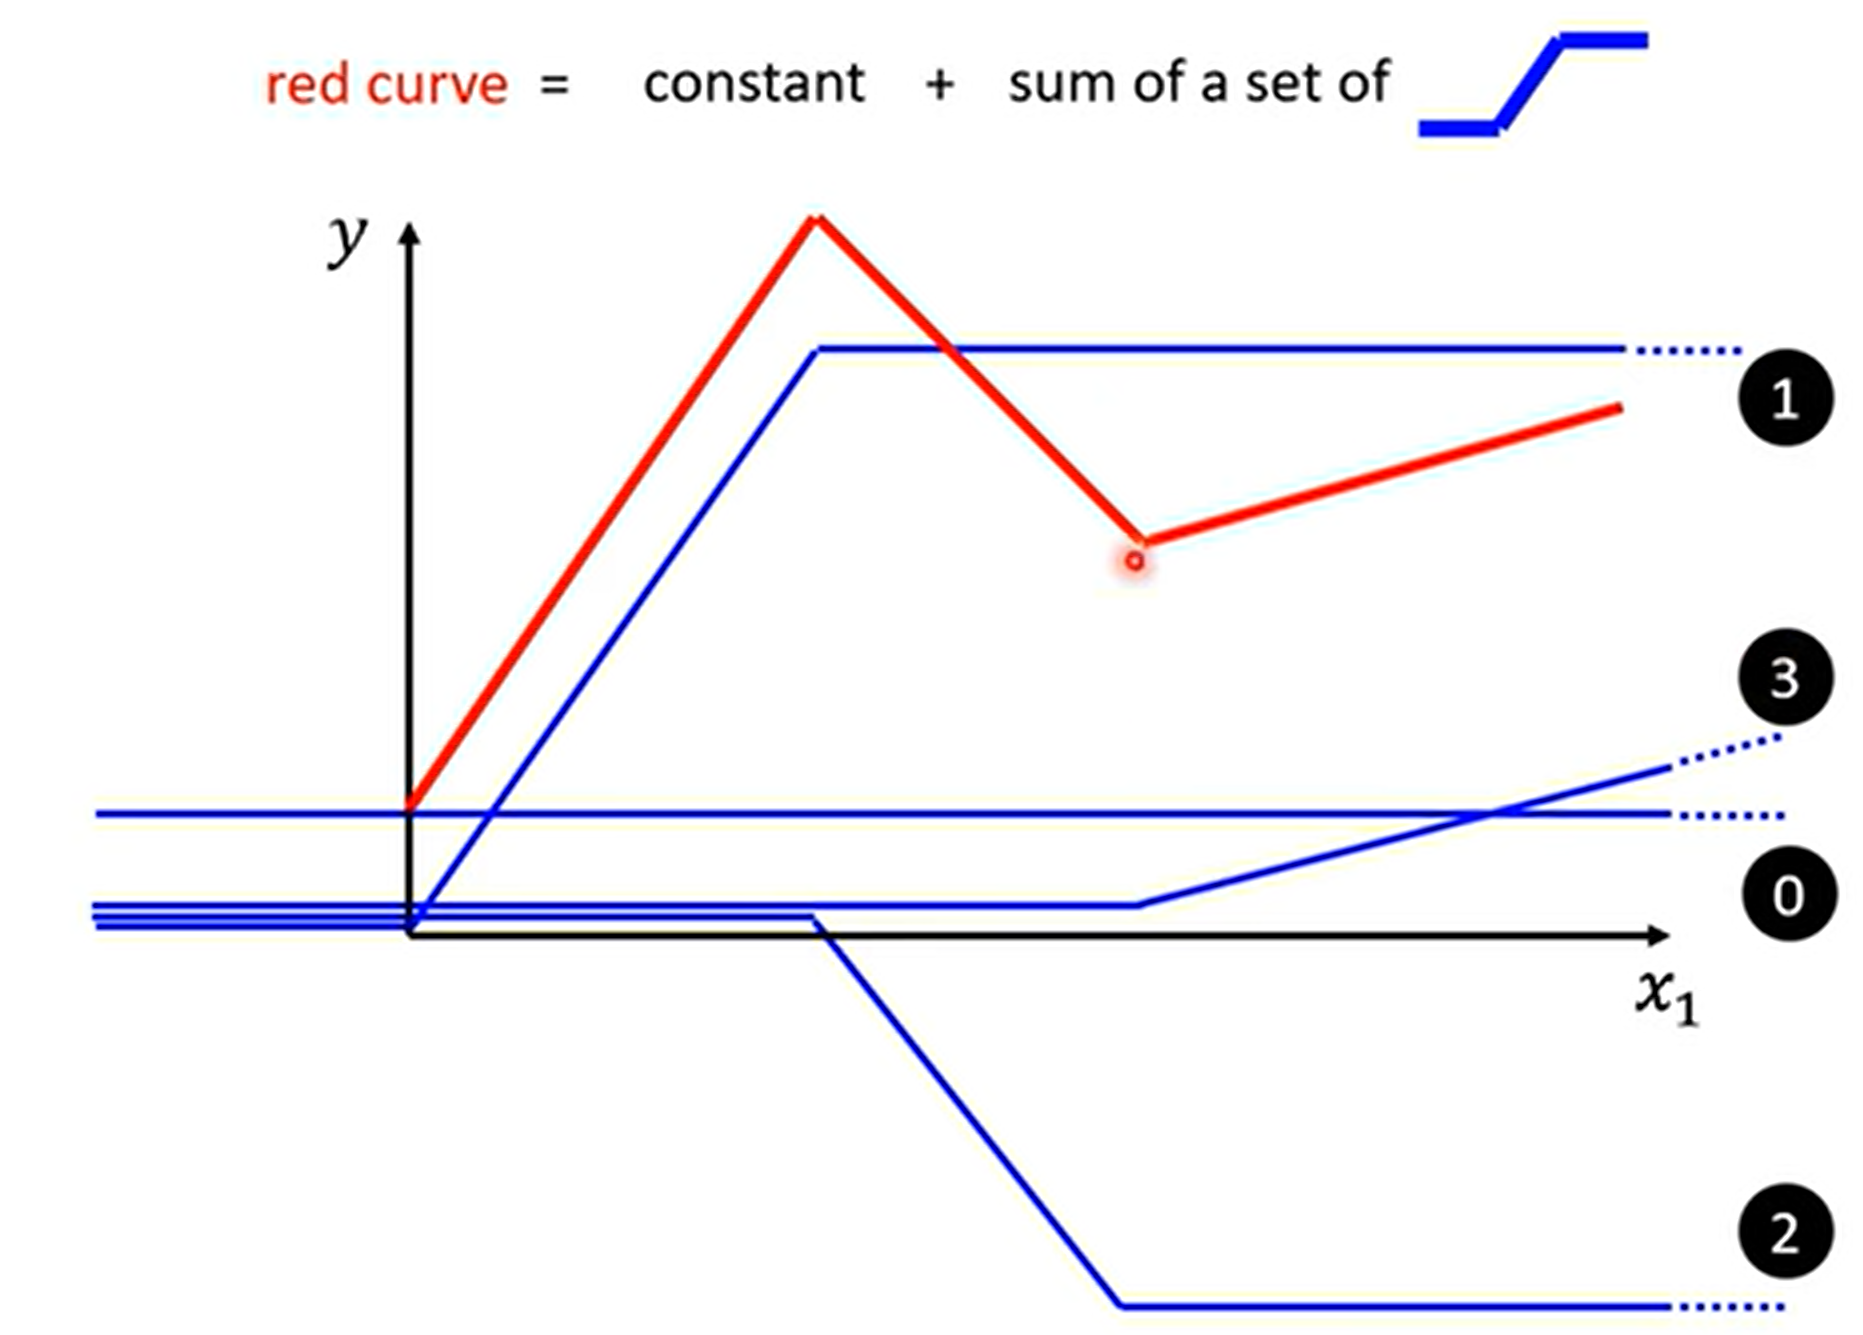 red curve = constant + sum of a set of
y
1
3
0
x₁
2